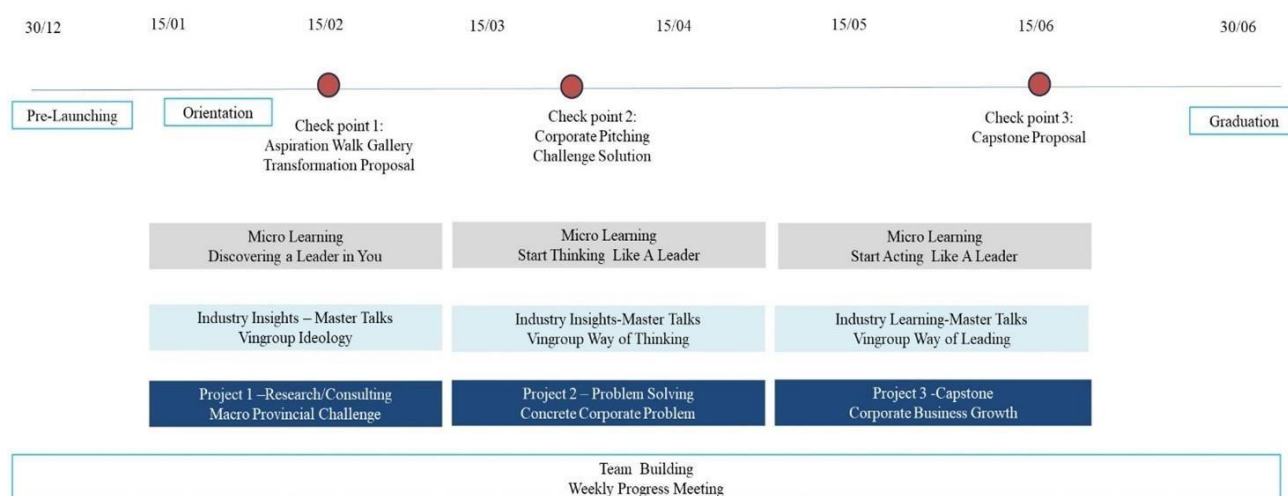 30/12
15/01
15/02
15/03
15/04
15/05
15/06
30/06
Pre-Launching
Orientation
Check point 1:
Aspiration Walk Gallery
Transformation Proposal
Check point 2:
Corporate Pitching
Challenge Solution
Check point 3:
Capstone Proposal
Graduation
Micro Learning
Discovering a Leader in You
Micro Learning
Start Thinking Like A Leader
Micro Learning
Start Acting Like A Leader
Industry Insights – Master Talks
Vingroup Ideology
Industry Insights-Master Talks
Vingroup Way of Thinking
Industry Learning-Master Talks
Vingroup Way of Leading
Project 1 –Research/Consulting
Macro Provincial Challenge
Project 2 – Problem Solving
Concrete Corporate Problem
Project 3 -Capstone
Corporate Business Growth
Team Building
Weekly Progress Meeting